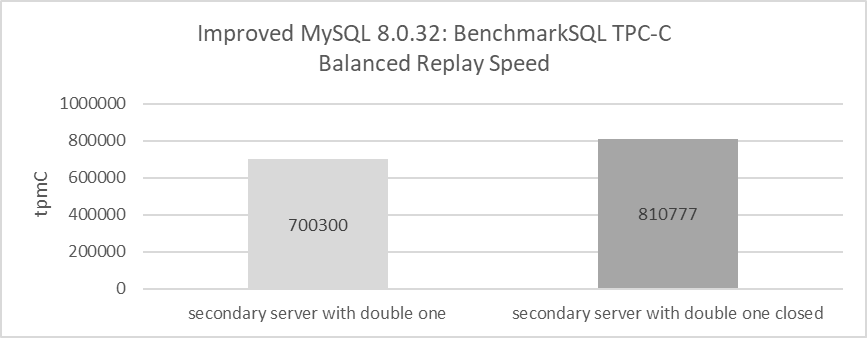 Improved MySQL 8.0.32: BenchmarkSQL TPC-C
Balanced Replay Speed
1000000
800000
600000
400000
200000
0
tpmC
700300
810777
secondary server with double one
secondary server with double one closed